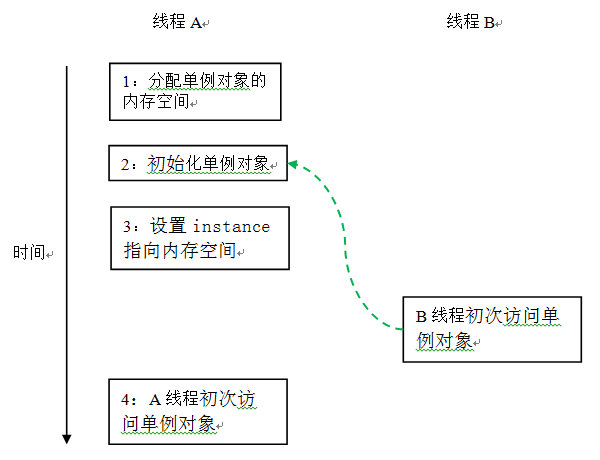 线程 A
线程 B
1：分配单例对象的
内存空间
2：初始化单例对象
3：设置 instance
指向内存空间
时间
B 线程初次访问单
例对象
4：A 线程初次访
问单例对象